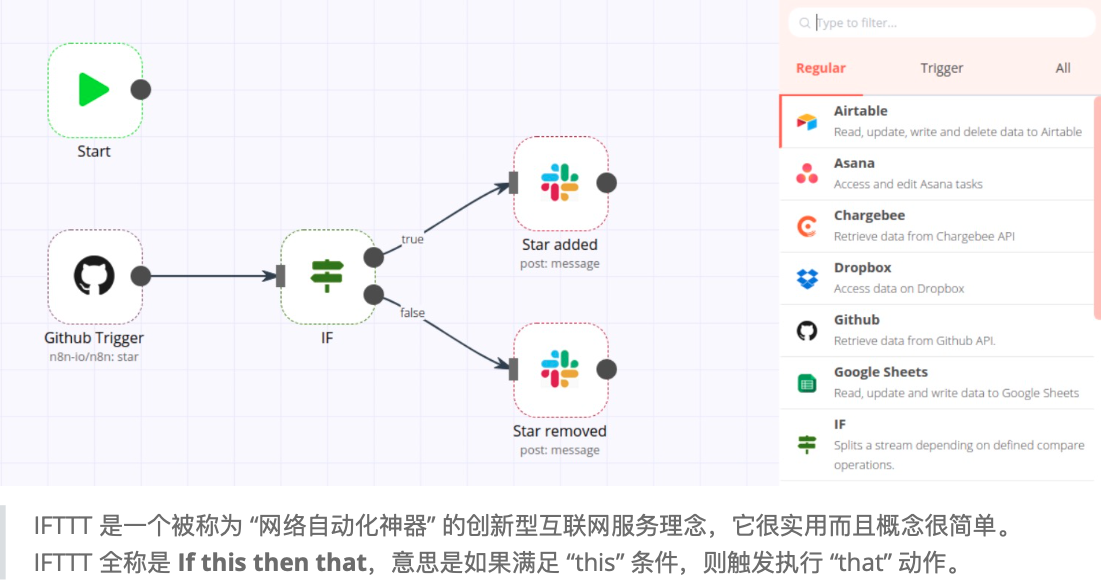 Start
Github Trigger
n8n-io/n8n: star
IF
true
false
Star added
post: message
Star removed
post: message
Type to filter...
Regular
Trigger
All
Airtable
Read, update, write and delete data to Airtable
Asana
Access and edit Asana tasks
Chargebee
Retrieve data from Chargebee API
Dropbox
Access data on Dropbox
Github
Retrieve data from Github API.
Google Sheets
Read, update and write data to Google Sheets
IF
Splits a stream depending on defined compare
operations.
IFTTT 是一个被称为 “网络自动化神器” 的创新型互联网服务理念，它很实用而且概念很简单。
IFTTT 全称是 If this then that，意思是如果满足 “this” 条件，则触发执行 “that” 动作。